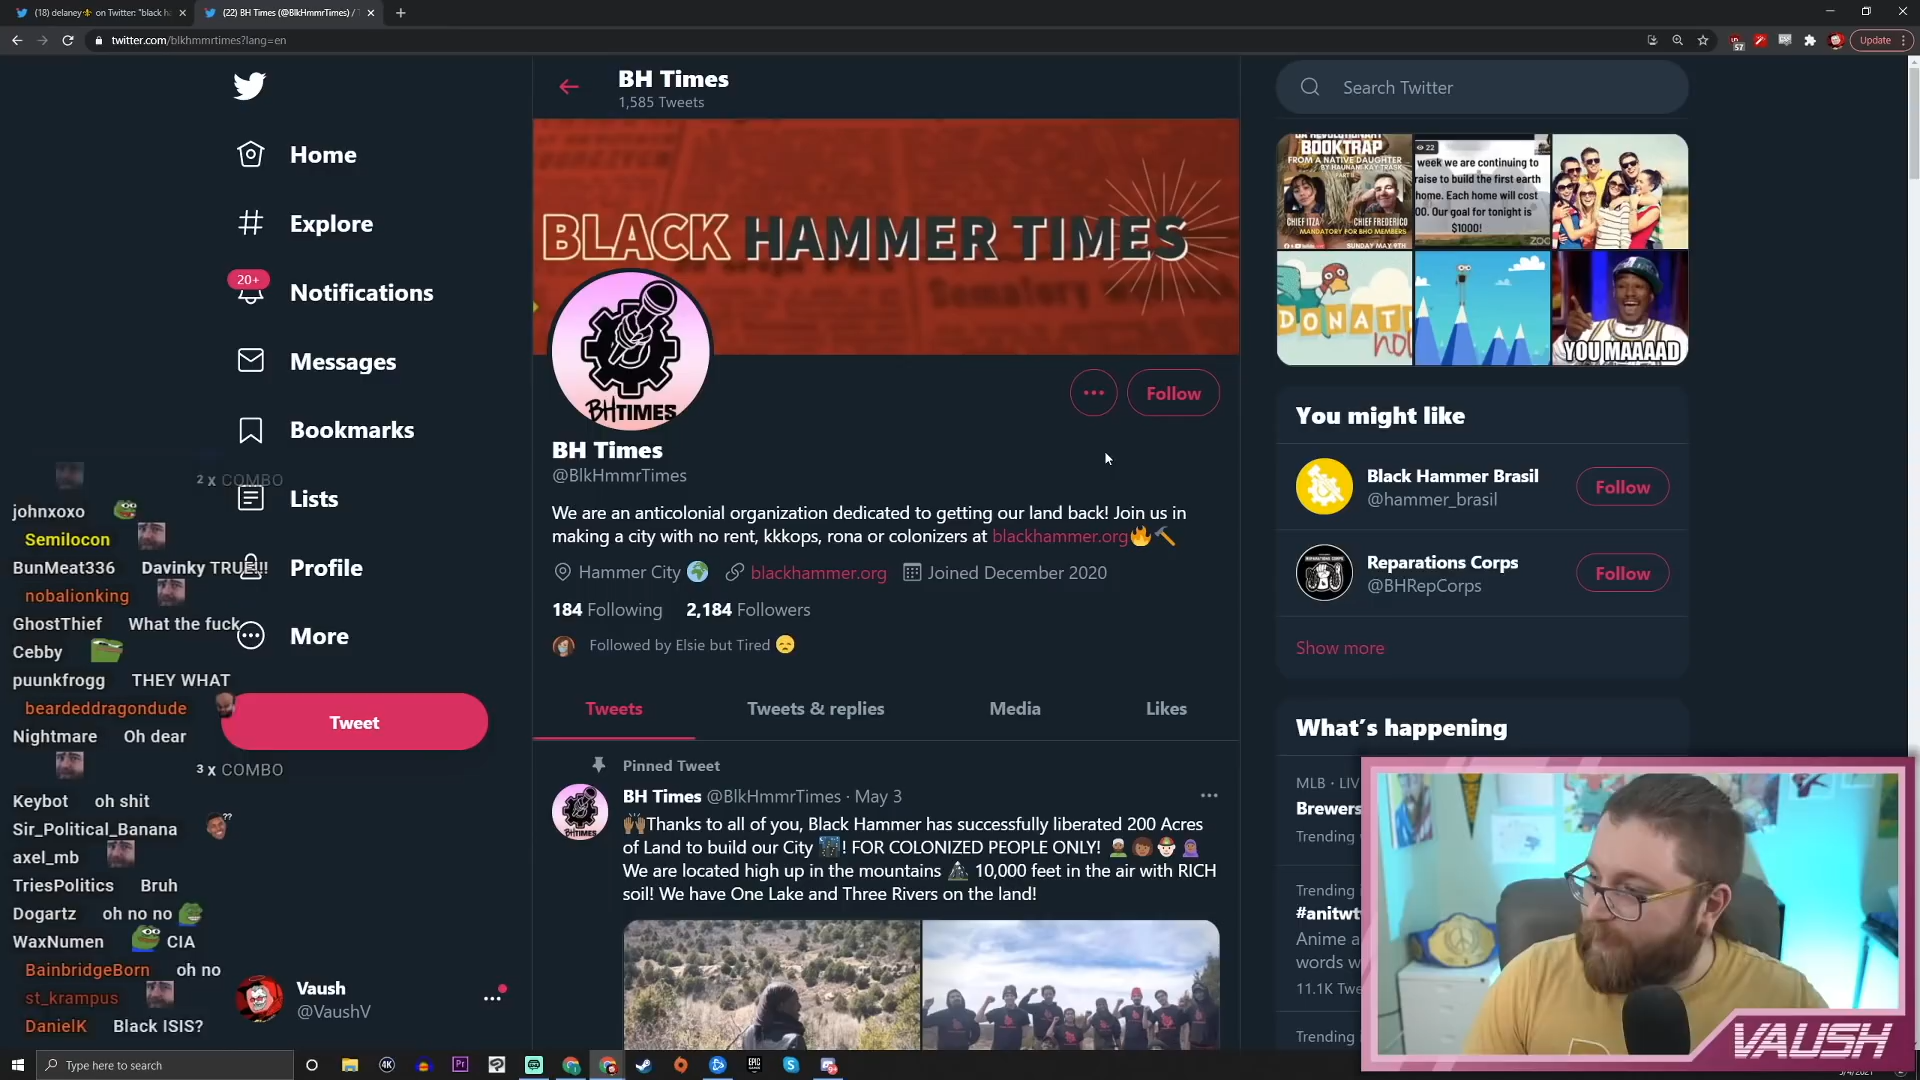 (18) delaney⚜ on Twitter: "black h
(22) BH Times (@BlkHmmrTimes) / T
twitter.com/blkhmmrtimes?lang=en
57
Update
BH Times
1,585 Tweets
Search Twitter
Home
Explore
20+
Notifications
Messages
Bookmarks
Lists
Profile
More
Tweet
Vaush
@VaushV
BLACK HAMMER TIMES
BH TIMES
Follow
BH Times
@BlkHmmrTimes
We are an anticolonial organization dedicated to getting our land back! Join us in
making a city with no rent, kkkops, rona or colonizers at blackhammer.org🔥🔨
Hammer City 🌍 blackhammer.org Joined December 2020
184 Following 2,184 Followers
Followed by Elsie but Tired 😞
Tweets Tweets & replies Media Likes
Pinned Tweet
BH Times @BlkHmmrTimes · May 3
🙌🏾Thanks to all of you, Black Hammer has successfully liberated 200 Acres
of Land to build our City 🌃! FOR COLONIZED PEOPLE ONLY!
We are located high up in the mountains 10,000 feet in the air with RICH
soil! We have One Lake and Three Rivers on the land!
REVOLUTIONARY
BOOKTRAP
FROM A NATIVE DAUGHTER
BY HAUNANI-KAY TRASK
CHIEF ITZA
CHIEF FREDERICO
MANDATORY FOR BHO MEMBERS
SUNDAY MAY 9TH
22
week we are continuing to
raise to build the first earth
home. Each home will cost
00. Our goal for tonight is
$1000!
DONAT
YOU MAAAAD
You might like
Black Hammer Brasil
@hammer_brasil
Follow
Reparations Corps
@BHRepCorps
Follow
Show more
What's happening
MLB · LIV
Brewers
Trending
Trending i
#anitwt
Anime a
words w
11.1K Twe
Trending i
2 x COMBO
johnxoxo
Semilocon
BunMeat336 Davinky TRUE!!!
nobalionking
GhostThief What the fuck
Cebby
puunkfrogg THEY WHAT
beardeddragondude
Nightmare Oh dear
3 x COMBO
Keybot oh shit
Sir_Political_Banana ??
axel_mb
TriesPolitics Bruh
Dogartz oh no no
WaxNumen CIA
BainbridgeBorn oh no
st_krampus
DanielK Black ISIS?
VAUSH
Type here to search
4K
Pr
EPIC